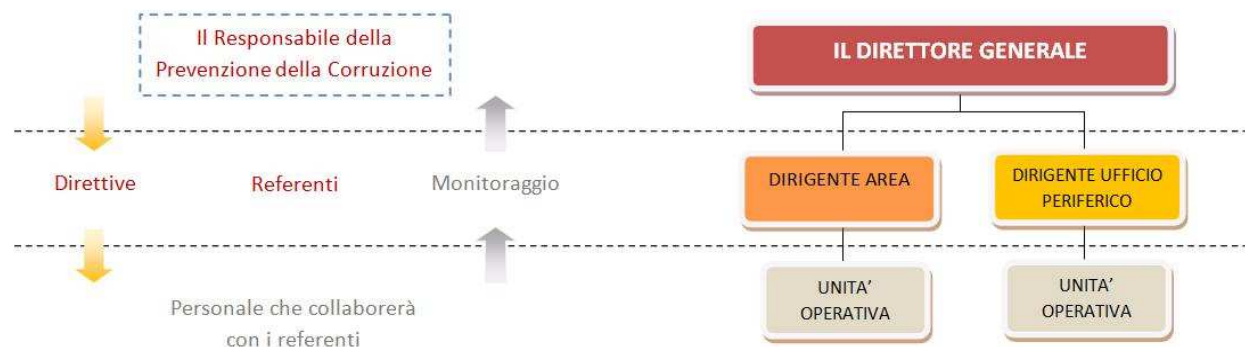 Il Responsabile della
Prevenzione della Corruzione
IL DIRETTORE GENERALE
Direttive
Referenti
Monitoraggio
DIRIGENTE AREA
DIRIGENTE UFFICIO
PERIFERICO
Personale che collaborerà
con i referenti
UNITA’
OPERATIVA
UNITA’
OPERATIVA